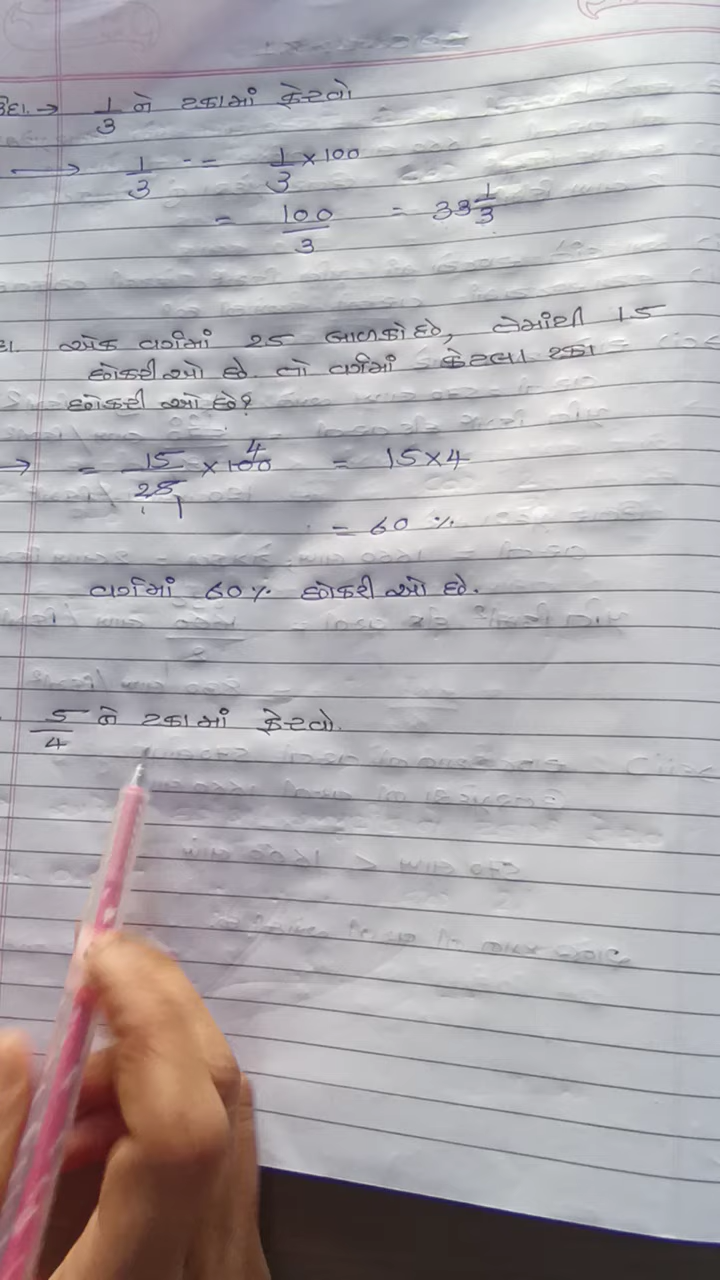 ઉદા. → 1/3 ને ટકામાં ફેરવો
→ 1/3 -- 1/3 × 100
= 100/3 = 33 1/3
દા. એક વર્ગમાં 25 બાળકો છે, તેમાંથી 15
છોકરીઓ છે. તો વર્ગમાં કેટલા ટકા
છોકરીઓ છે?
→ = 15/25 × 100 4 = 15×4
1
= 60 %
વર્ગમાં 60% છોકરીઓ છે.
5/4 ને ટકામાં ફેરવો.